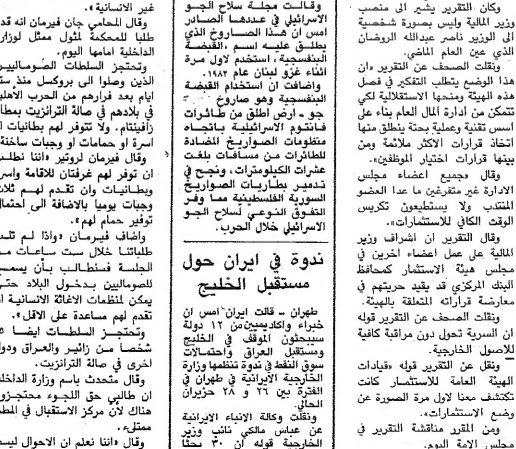 وكان التقرير يشير الى منصب
وزير المالية وليس بصورة شخصية
الى الوزير ناصر عبدالله الروضان
الذي عين العام الماضي.
ونقلت الصحف عن التقرير «ان
هذا الوضع يتطلب التفكير في فصل
هذه الهيئة ومنحها الاستقلالية لكي
تتمكن من ادارة المال العام بناء على
اسس تقنية وعملية بحتة ينطلق منها
اتخاذ قرارات الاكثر ملائمة ومن
بينها قرارات اختيار الموظفين».
وقال «جميع اعضاء مجلس
الادارة غير متفرغين ما عدا العضو
المنتدب ولا يستطيعون تكريس
الوقت الكافي للاستثمارات».
وقال التقرير ان اشراف وزير
المالية على عمل اعضاء اخرين في
مجلس هيئة الاستثمار كمحافظ
البنك المركزي قد يقيد حريتهم في
معارضة قراراته المتعلقة بالهيئة.
ونقلت الصحف عن التقرير قوله
ان السرية تحول دون مراقبة كافية
للاصول الخارجية.
ونقل عن التقرير قوله «قيادات
الهيئة العامة للاستثمار كانت
تكتشف معنا لاول مرة الصورة عن
وضع الاستثمارات».
ومن المقرر مناقشة التقرير في
مجلس الامة اليوم.
وقالت مجلة سلاح الجو
الاسرائيلي في عددها الصادر
امس ان هذا الصاروخ الذي
يطلق عليه اسم «القبضة
البنفسجية» استخدم لاول مرة
اثناء غزو لبنان عام ١٩٨٢.
واضافت ان استخدام القبضة
البنفسجية وهو صاروخ
جو - ارض اطلق من طائرات
فانتوم الاسرائيلية باتجاه
منظومات الصواريخ المضادة
للطائرات من مسافات بلغت
عشرات الكيلومترات، ونجح في
تدمير بطاريات الصواريخ
السورية الفلسطينية مما وفر
التفوق النوعي لسلاح الجو
الاسرائيلي خلال الحرب.
ندوة في ايران حول
مستقبل الخليج
طهران - قالت ايران امس ان
خبراء واكاديميين من ١٢ دولة
سيبحثون الموقف في الخليج
ومستقبل العراق واحتمالات
سوق النفط في ندوة تنظمها وزارة
الخارجية الايرانية في طهران في
الفترة بين ٢٦ و ٢٨ حزيران
الحالي.
ونقلت وكالة الانباء الايرانية
عن عباس مالكي نائب وزير
الخارجية قوله ان ٣٠ بحثا
غير الانسانية».
وقال المحامي جان فيرمان انه قد
طلبا للمحكمة لمثول ممثل لوزار
الداخلية امامها اليوم.
وتحتجز السلطات الصوماليين
الذين وصلوا الى بروكسل منذ ست
ايام بعد فرارهم من الحرب الاهلي
في بلادهم في صالة الترانزيت بمطا
زافينتام. ولا تتوفر لهم بطانيات او
اسرة او حمامات او وجبات ساخنة
وقال فيرمان لرويتر «اننا نطلب
ان توفر لهم غرفتان للاقامة واسر
وبطانيات وان تقدم لهم ثلاث
وجبات يوميا بالاضافة الى احتمال
توفير حمام لهم».
واضاف فيرمان «واذا لم تلب
طلباتنا خلال ست ساعات من
الجلسة فسنطالب بأن يسمح
للصوماليين بدخول البلاد حتى
يمكن لمنظمات الاغاثة الانسانية ان
تقدم لهم مساعدة على الاقل».
وتحتجز السلطات ايضا ٤٥
شخصا من زائير والعراق ودول
اخرى في صالة الترانزيت.
وقال متحدث باسم وزارة الداخلية
ان طالبي حق اللجوء محتجزون
هناك لأن مركز الاستقبال في المطار
ممتلىء.
وقال «اننا نعلم ان الاحوال ليست